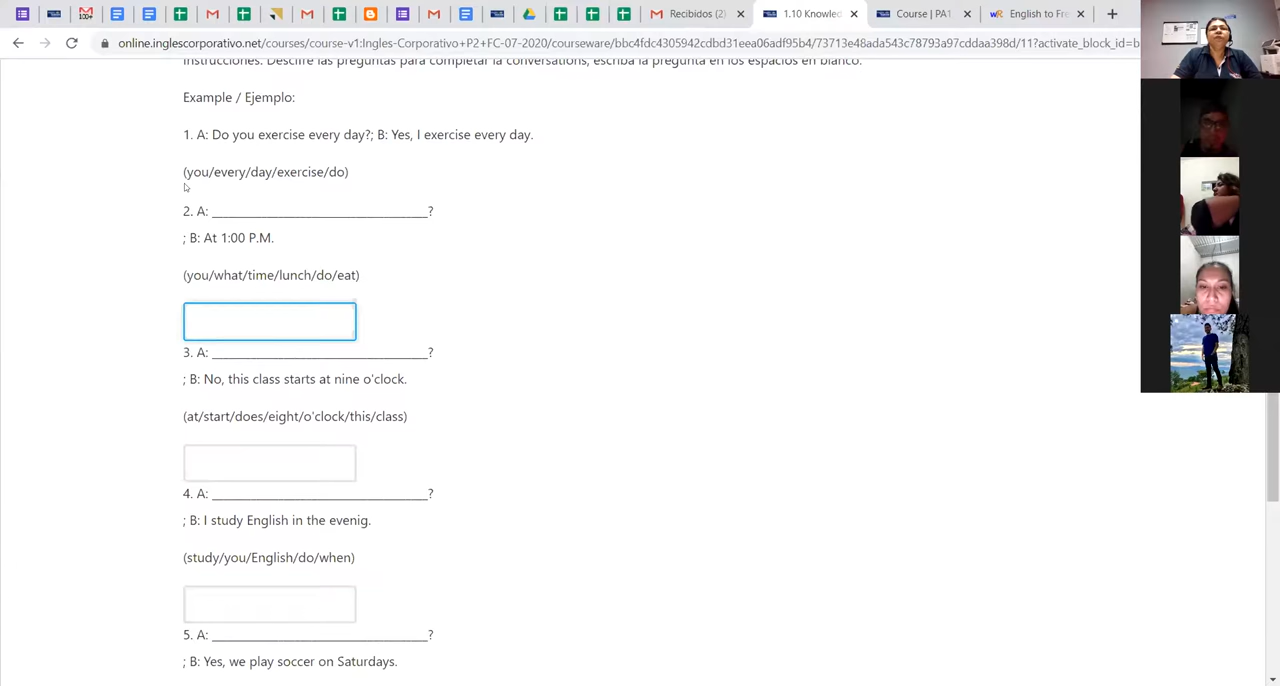 100+
Recibidos (2)
1.10 Knowled
Course | PA1
English to Fre
online.inglescorporativo.net/courses/course-v1:Ingles-Corporativo+P2+FC-07-2020/courseware/bbc4fdc4305942cdbd31eea06adf95b4/73713e48ada543c78793a97cddaa398d/11?activate_block_id=b
Instrucciones: Descifre las preguntas para completar la conversations, escriba la pregunta en los espacios en blanco.
Example / Ejemplo:
1. A: Do you exercise every day?; B: Yes, I exercise every day.
(you/every/day/exercise/do)
2. A: ________________________________?
; B: At 1:00 P.M.
(you/what/time/lunch/do/eat)
3. A: ________________________________?
; B: No, this class starts at nine o'clock.
(at/start/does/eight/o'clock/this/class)
4. A: ________________________________?
; B: I study English in the evenig.
(study/you/English/do/when)
5. A: ________________________________?
; B: Yes, we play soccer on Saturdays.